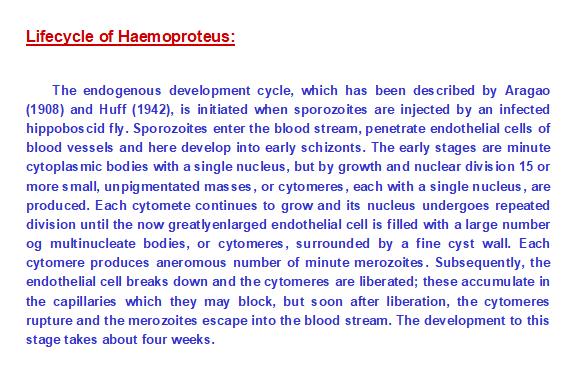 Lifecycle of Haemoproteus:
The endogenous development cycle, which has been described by Aragao
(1908) and Huff (1942), is initiated when sporozoites are injected by an infected
hippoboscid fly. Sporozoites enter the blood stream, penetrate endothelial cells of
blood vessels and here develop into early schizonts. The early stages are minute
cytoplasmic bodies with a single nucleus, but by growth and nuclear division 15 or
more small, unpigmentated masses, or cytomeres, each with a single nucleus, are
produced. Each cytomete continues to grow and its nucleus undergoes repeated
division until the now greatlyenlarged endothelial cell is filled with a large number
og multinucleate bodies, or cytomeres, surrounded by a fine cyst wall. Each
cytomere produces aneromous number of minute merozoites. Subsequently, the
endothelial cell breaks down and the cytomeres are liberated; these accumulate in
the capillaries which they may block, but soon after liberation, the cytomeres
rupture and the merozoites escape into the blood stream. The development to this
stage takes about four weeks.